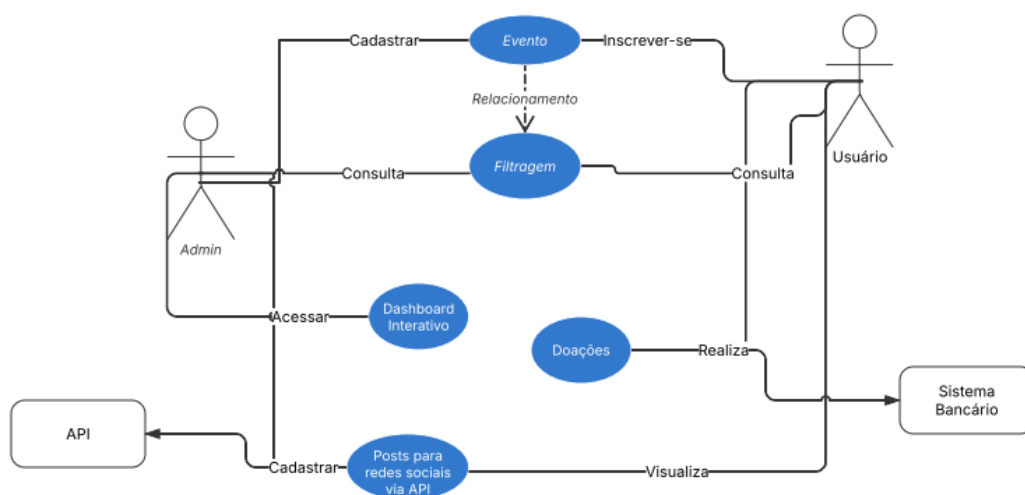 Cadastrar
Evento
Inscrever-se
Relacionamento
Usuário
Consulta
Filtragem
Consulta
Admin
Acessar
Dashboard
Interativo
Doações
Realiza
Sistema
Bancário
API
Cadastrar
Posts para
redes sociais
via API
Visualiza